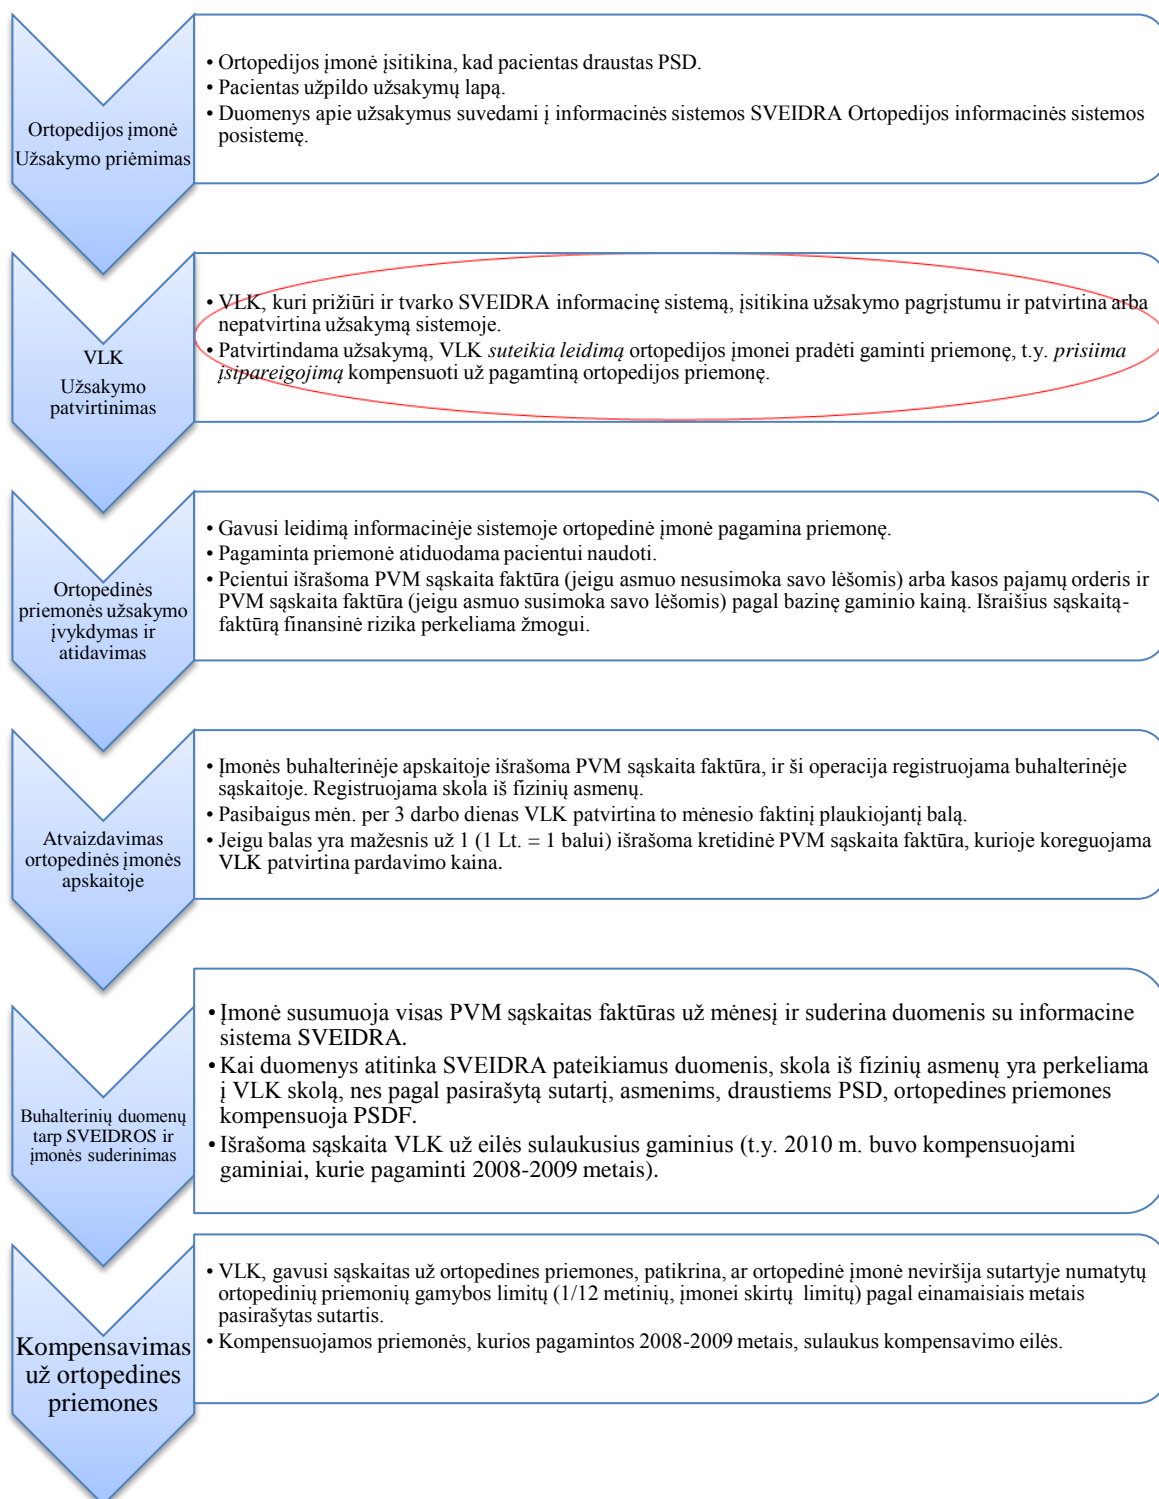 Ortopedijos įmonė
Užsakymo priėmimas
• Ortopedijos įmonė įsitikina, kad pacientas draustas PSD.
• Pacientas užpildo užsakymų lapą.
• Duomenys apie užsakymus suvedami į informacinės sistemos SVEIDRA Ortopedijos informacinės sistemos
posistemę.
VLK
Užsakymo
patvirtinimas
• VLK, kuri prižiūri ir tvarko SVEIDRA informacinę sistemą, įsitikina užsakymo pagrįstumu ir patvirtina arba
nepatvirtina užsakymą sistemoje.
• Patvirtindama užsakymą, VLK suteikia leidimą ortopedijos įmonei pradėti gaminti priemonę, t.y. prisiima
įsipareigojimą kompensuoti už pagamtiną ortopedijos priemonę.
Ortopedinės
priemonės užsakymo
įvykdymas ir
atidavimas
• Gavusi leidimą informacinėje sistemoje ortopedinė įmonė pagamina priemonę.
• Pagaminta priemonė atiduodama pacientui naudoti.
• Pcientui išrašoma PVM sąskaita faktūra (jeigu asmuo nesusimoka savo lėšomis) arba kasos pajamų orderis ir
PVM sąskaita faktūra (jeigu asmuo susimoka savo lėšomis) pagal bazinę gaminio kainą. Išraišius sąskaitą-
faktūrą finansinė rizika perkeliama žmogui.
Atvaizdavimas
ortopedinės įmonės
apskaitoje
• Įmonės buhalterinėje apskaitoje išrašoma PVM sąskaita faktūra, ir ši operacija registruojama buhalterinėje
sąskaitoje. Registruojama skola iš fizinių asmenų.
• Pasibaigus mėn. per 3 darbo dienas VLK patvirtina to mėnesio faktinį plaukiojantį balą.
• Jeigu balas yra mažesnis už 1 (1 Lt. = 1 balui) išrašoma kretidinė PVM sąskaita faktūra, kurioje koreguojama
VLK patvirtina pardavimo kaina.
Buhalterinių duomenų
tarp SVEIDROS ir
įmonės suderinimas
• Įmonė susumuoja visas PVM sąskaitas faktūras už mėnesį ir suderina duomenis su informacine
sistema SVEIDRA.
• Kai duomenys atitinka SVEIDRA pateikiamus duomenis, skola iš fizinių asmenų yra perkeliama
į VLK skolą, nes pagal pasirašytą sutartį, asmenims, draustiems PSD, ortopedines priemones
kompensuoja PSDF.
• Išrašoma sąskaita VLK už eilės sulaukusius gaminius (t.y. 2010 m. buvo kompensuojami
gaminiai, kurie pagaminti 2008-2009 metais).
Kompensavimas
už ortopedines
priemones
• VLK, gavusi sąskaitas už ortopedines priemones, patikrina, ar ortopedinė įmonė neviršija sutartyje numatytų
ortopedinių priemonių gamybos limitų (1/12 metinių, įmonei skirtų limitų) pagal einamaisiais metais
pasirašytas sutartis.
• Kompensuojamos priemonės, kurios pagamintos 2008-2009 metais, sulaukus kompensavimo eilės.